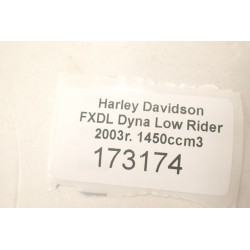 Harley Davidson
FXDL Dyna Low Rider
2003r. 1450ccm3
173174